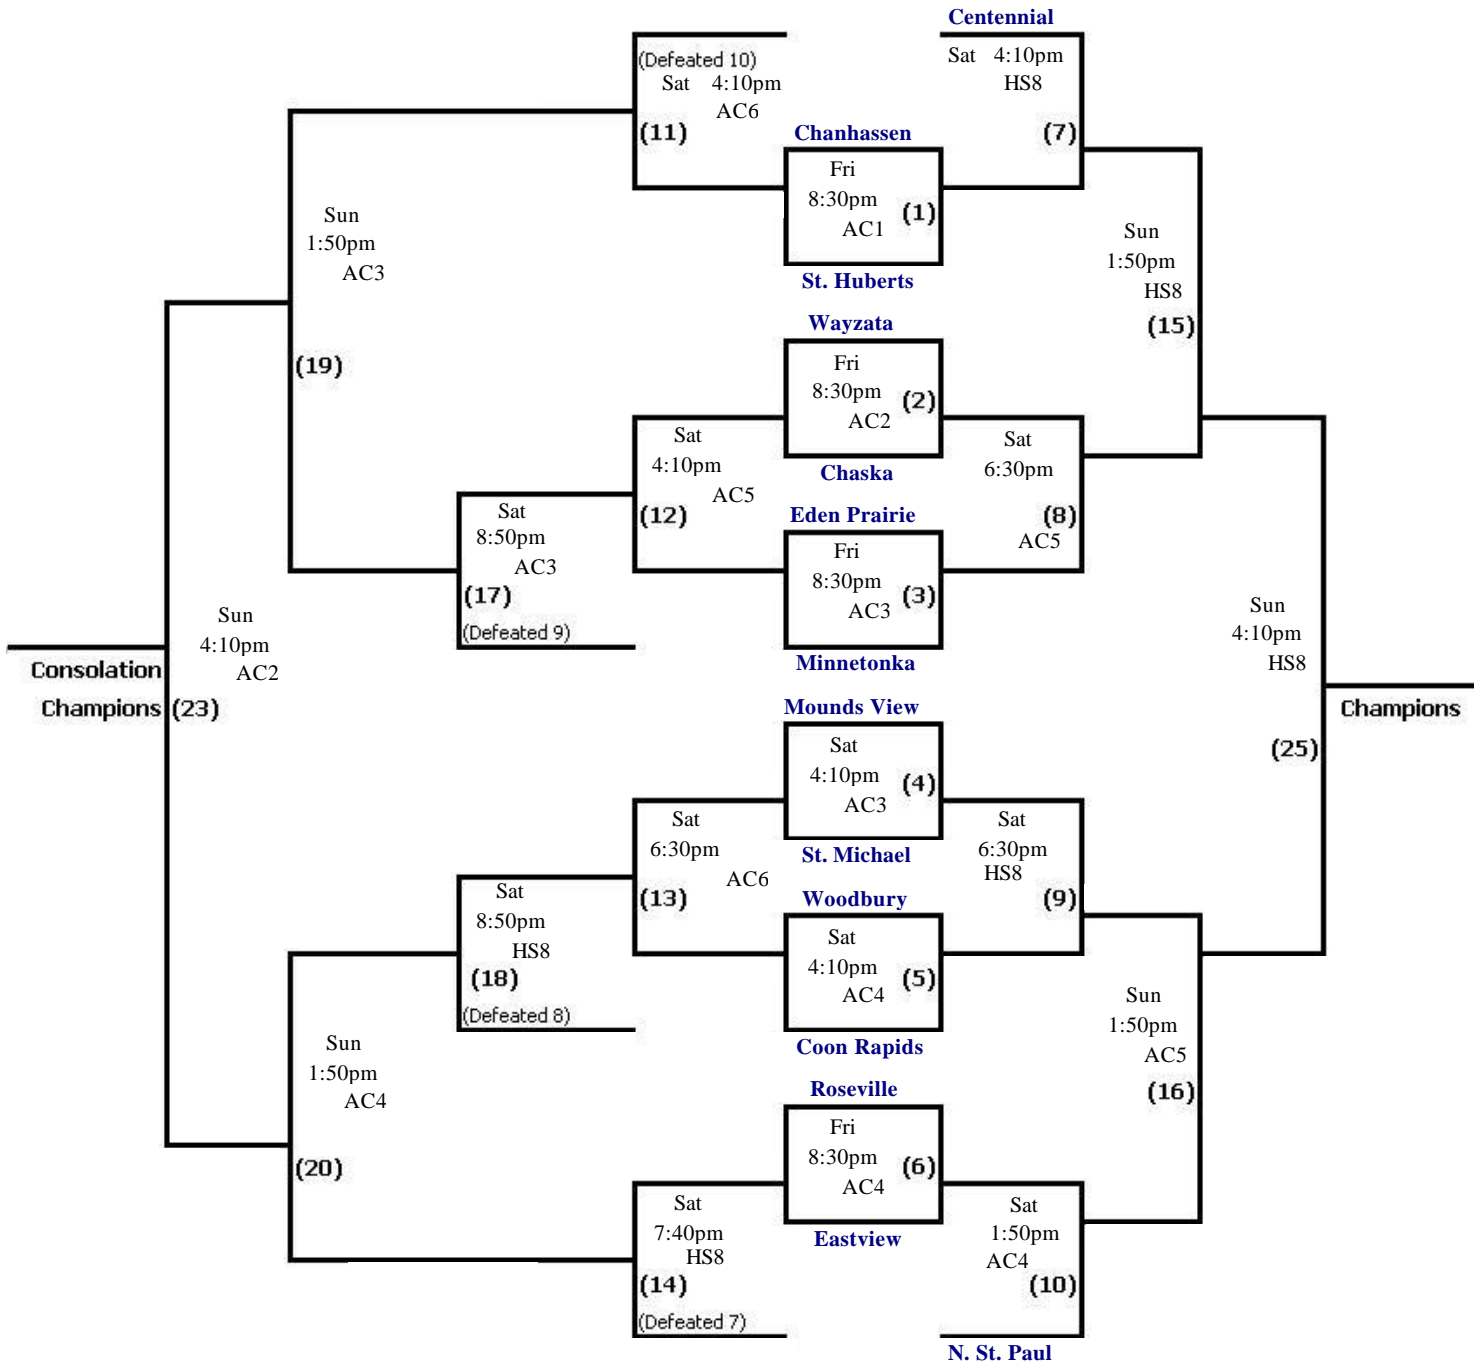 Centennial
(Defeated 10)
Sat 4:10pm
AC6
(11)
Sat 4:10pm
HS8
(7)
Chanhassen
Fri
8:30pm
AC1
(1)
St. Huberts
Sun
1:50pm
AC3
(19)
Sun
1:50pm
HS8
(15)
Wayzata
Fri
8:30pm
AC2
(2)
Chaska
Sat
4:10pm
AC5
(12)
Sat
6:30pm
(8)
AC5
Eden Prairie
Fri
8:30pm
AC3
(3)
Minnetonka
Sat
8:50pm
AC3
(17)
(Defeated 9)
Sun
4:10pm
AC2
Consolation
Champions (23)
Sun
4:10pm
HS8
(25)
Champions
Mounds View
Sat
4:10pm
AC3
(4)
St. Michael
Sat
6:30pm
AC6
(13)
Sat
6:30pm
HS8
(9)
Woodbury
Sat
4:10pm
AC4
(5)
Coon Rapids
Sat
8:50pm
HS8
(18)
(Defeated 8)
Sun
1:50pm
AC4
(20)
Sun
1:50pm
AC5
(16)
Roseville
Fri
8:30pm
AC4
(6)
Eastview
Sat
7:40pm
HS8
(14)
(Defeated 7)
Sat
1:50pm
AC4
(10)
N. St. Paul